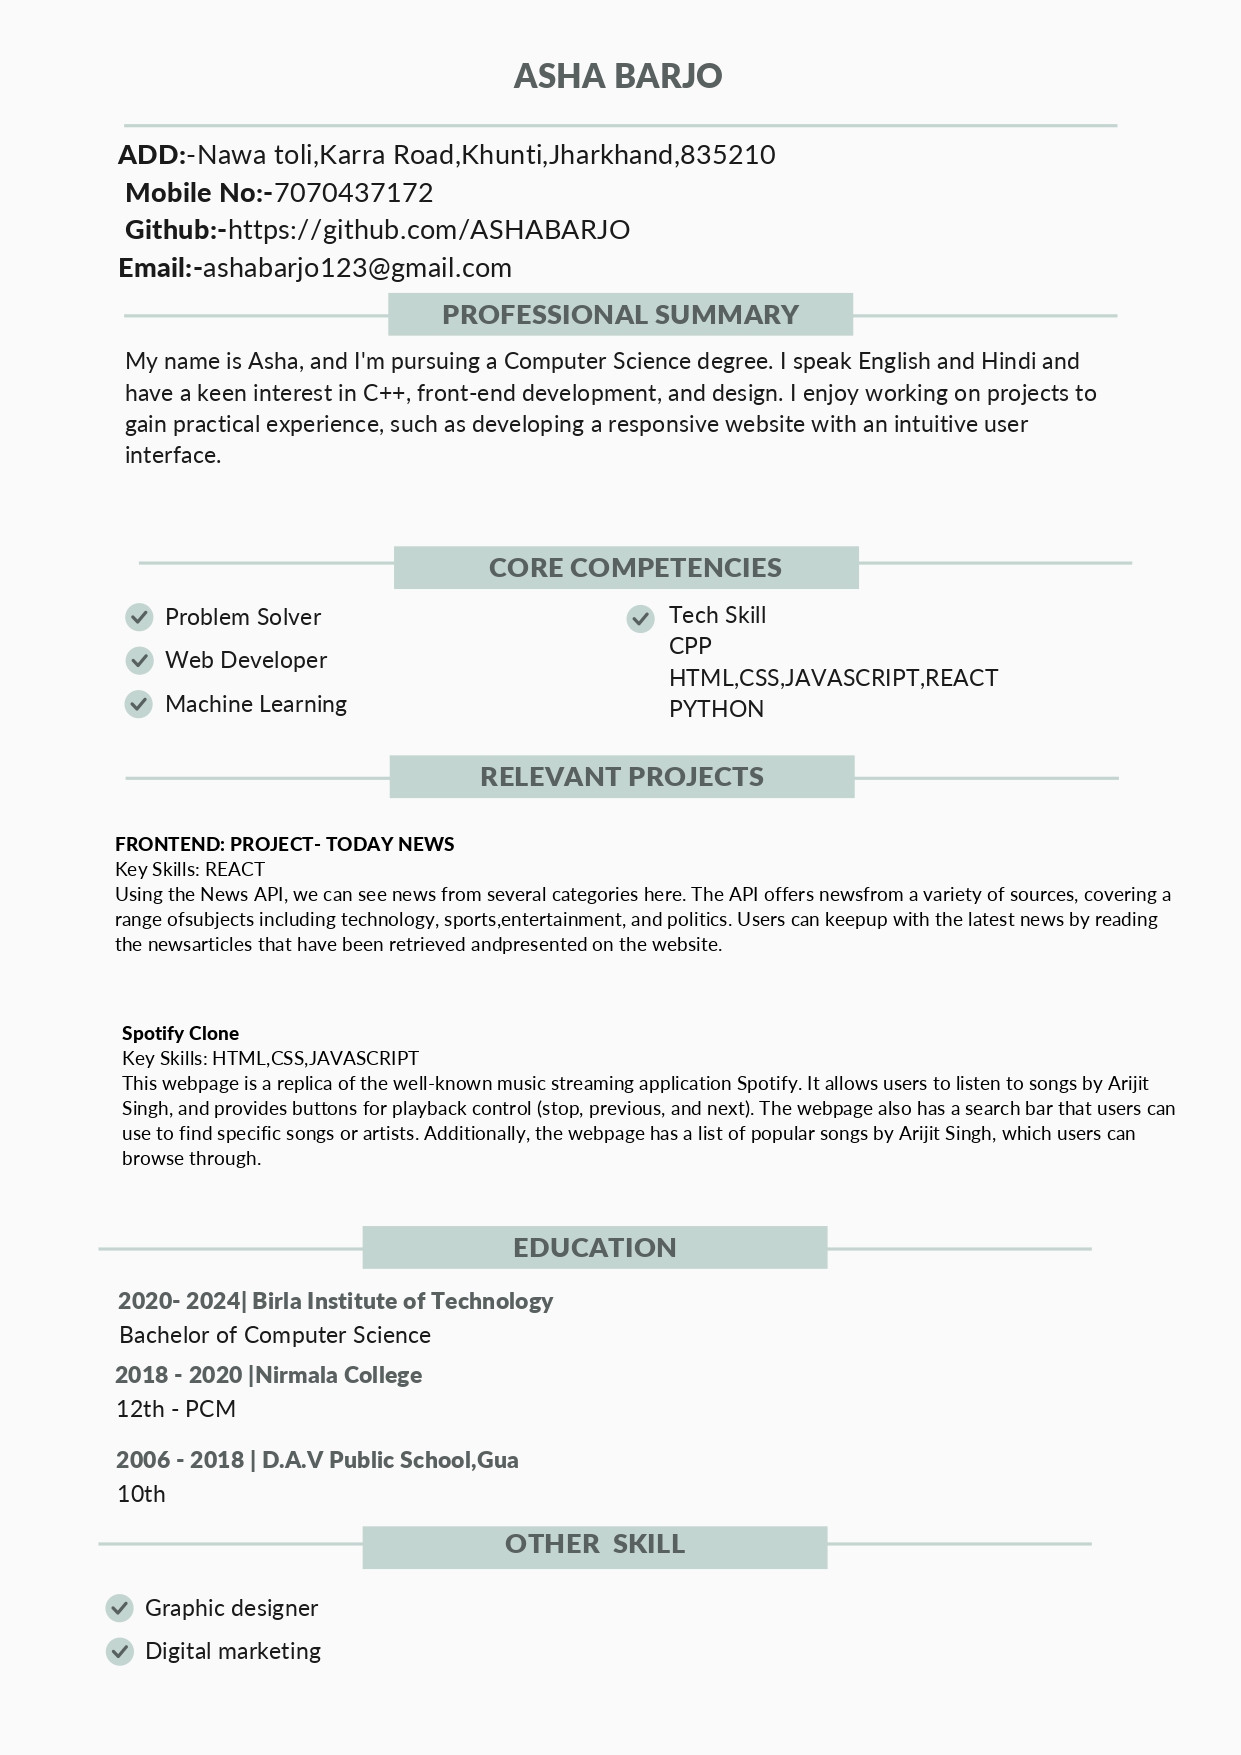 ASHA BARJO
ADD:-Nawa toli,Karra Road,Khunti,Jharkhand,835210
Mobile No:-7070437172
Github:-https://github.com/ASHABARJO
Email:-ashabarjo123@gmail.com
PROFESSIONAL SUMMARY
My name is Asha, and I'm pursuing a Computer Science degree. I speak English and Hindi and
have a keen interest in C++, front-end development, and design. I enjoy working on projects to
gain practical experience, such as developing a responsive website with an intuitive user
interface.
CORE COMPETENCIES
Problem Solver
Web Developer
Machine Learning
Tech Skill
CPP
HTML,CSS,JAVASCRIPT,REACT
PYTHON
RELEVANT PROJECTS
FRONTEND: PROJECT- TODAY NEWS
Key Skills: REACT
Using the News API, we can see news from several categories here. The API offers newsfrom a variety of sources, covering a
range ofsubjects including technology, sports,entertainment, and politics. Users can keepup with the latest news by reading
the newsarticles that have been retrieved andpresented on the website.
Spotify Clone
Key Skills: HTML,CSS,JAVASCRIPT
This webpage is a replica of the well-known music streaming application Spotify. It allows users to listen to songs by Arijit
Singh, and provides buttons for playback control (stop, previous, and next). The webpage also has a search bar that users can
use to find specific songs or artists. Additionally, the webpage has a list of popular songs by Arijit Singh, which users can
browse through.
EDUCATION
2020- 2024| Birla Institute of Technology
Bachelor of Computer Science
2018 - 2020 |Nirmala College
12th - PCM
2006 - 2018 | D.A.V Public School,Gua
10th
OTHER SKILL
Graphic designer
Digital marketing